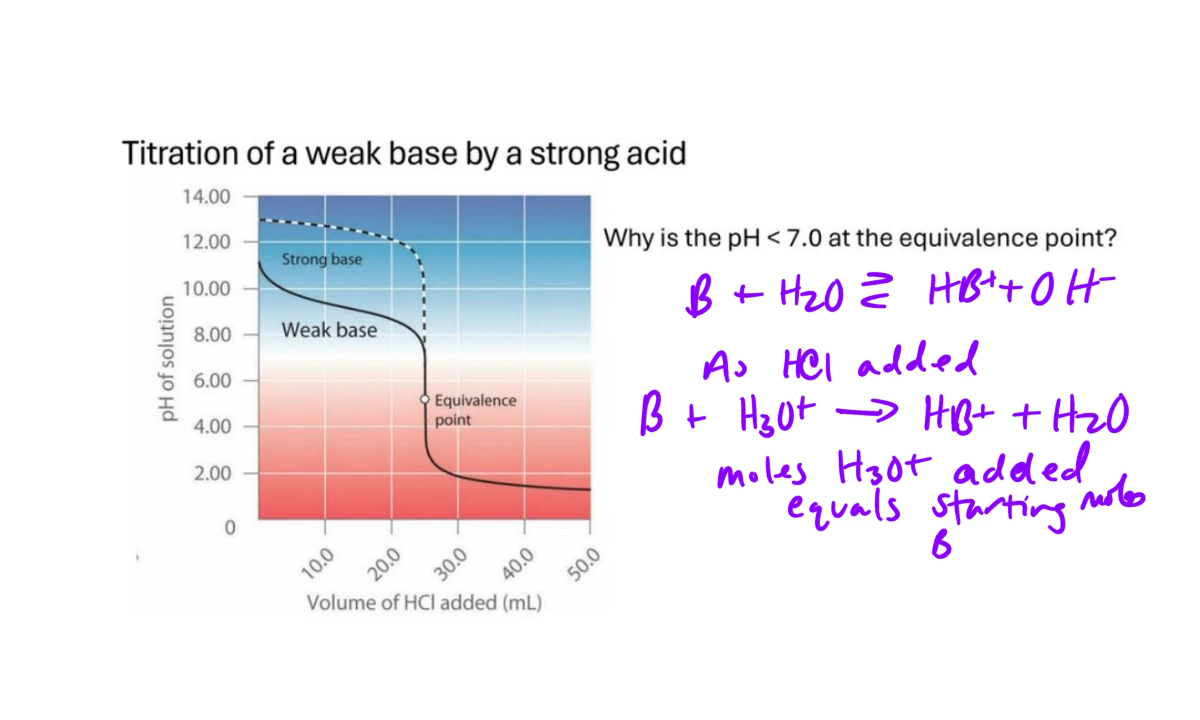 Titration of a weak base by a strong acid
14.00
12.00
10.00
8.00
6.00
4.00
2.00
0
pH of solution
Strong base
Weak base
Equivalence
point
10.0
20.0
30.0
40.0
50.0
Volume of HCl added (mL)
Why is the pH < 7.0 at the equivalence point?
B + H2O ⇌ HB+ + OH-
As HCl added
B + H3O+ → HB+ + H2O
moles H3O+ added
equals starting moles
B